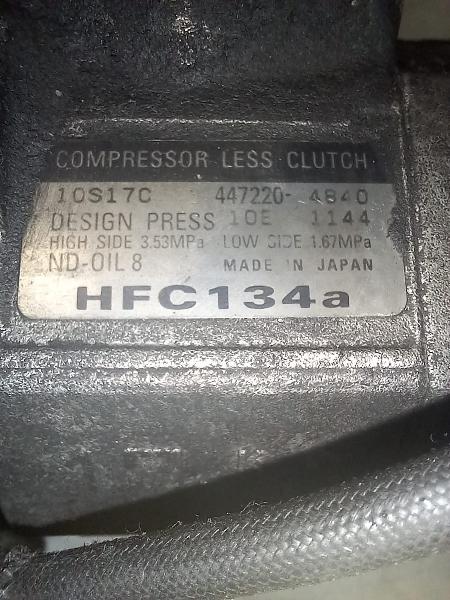 COMPRESSOR LESS CLUTCH
10S17C 447220-4840
DESIGN PRESS 10E 1144
HIGH SIDE 3.53MPa LOW SIDE 1.67MPa
ND-OIL 8 MADE IN JAPAN
HFC134a